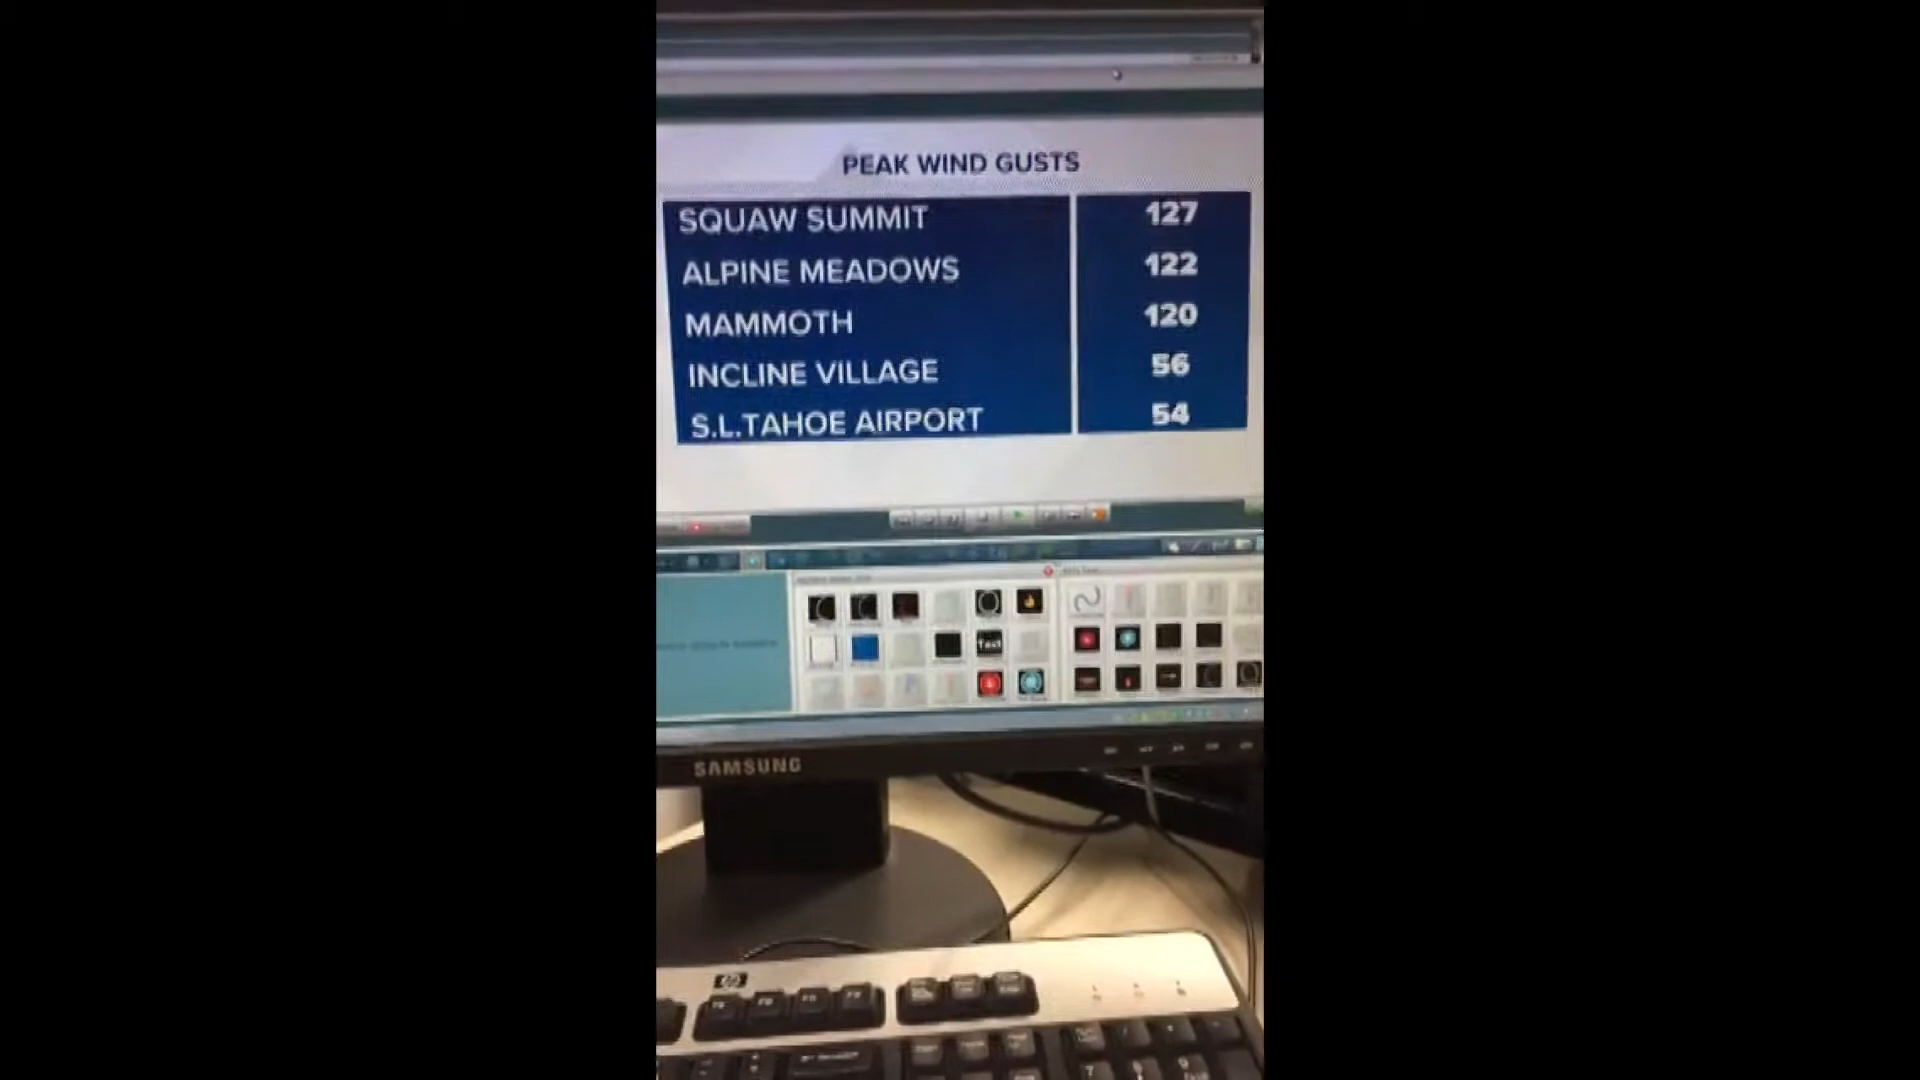 PEAK WIND GUSTS
SQUAW SUMMIT 127
ALPINE MEADOWS 122
MAMMOTH 120
INCLINE VILLAGE 56
S.L.TAHOE AIRPORT 54
Text
SAMSUNG
hp